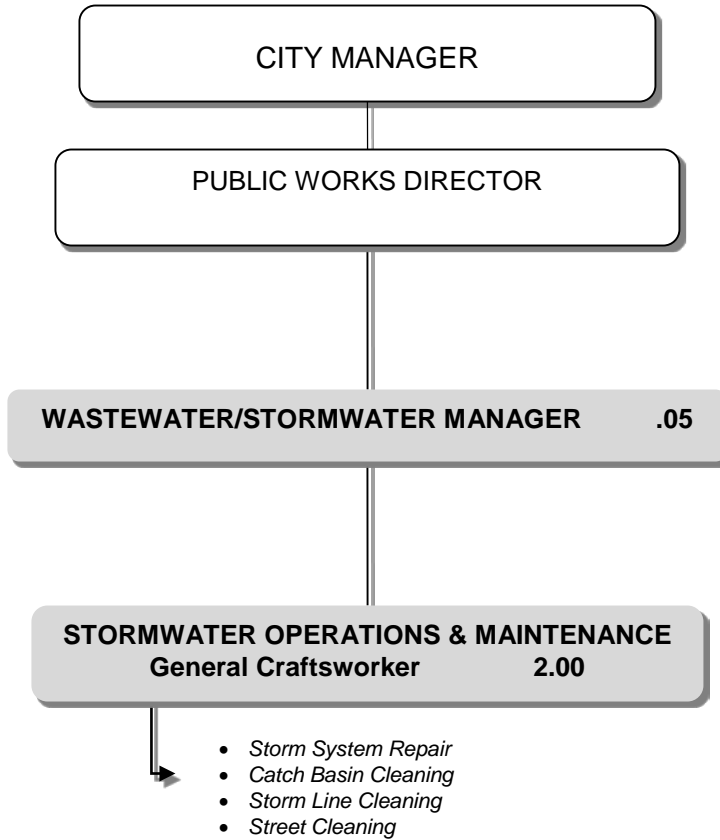 CITY MANAGER
PUBLIC WORKS DIRECTOR
WASTEWATER/STORMWATER MANAGER .05
STORMWATER OPERATIONS & MAINTENANCE
General Craftsworker 2.00
• Storm System Repair
• Catch Basin Cleaning
• Storm Line Cleaning
• Street Cleaning